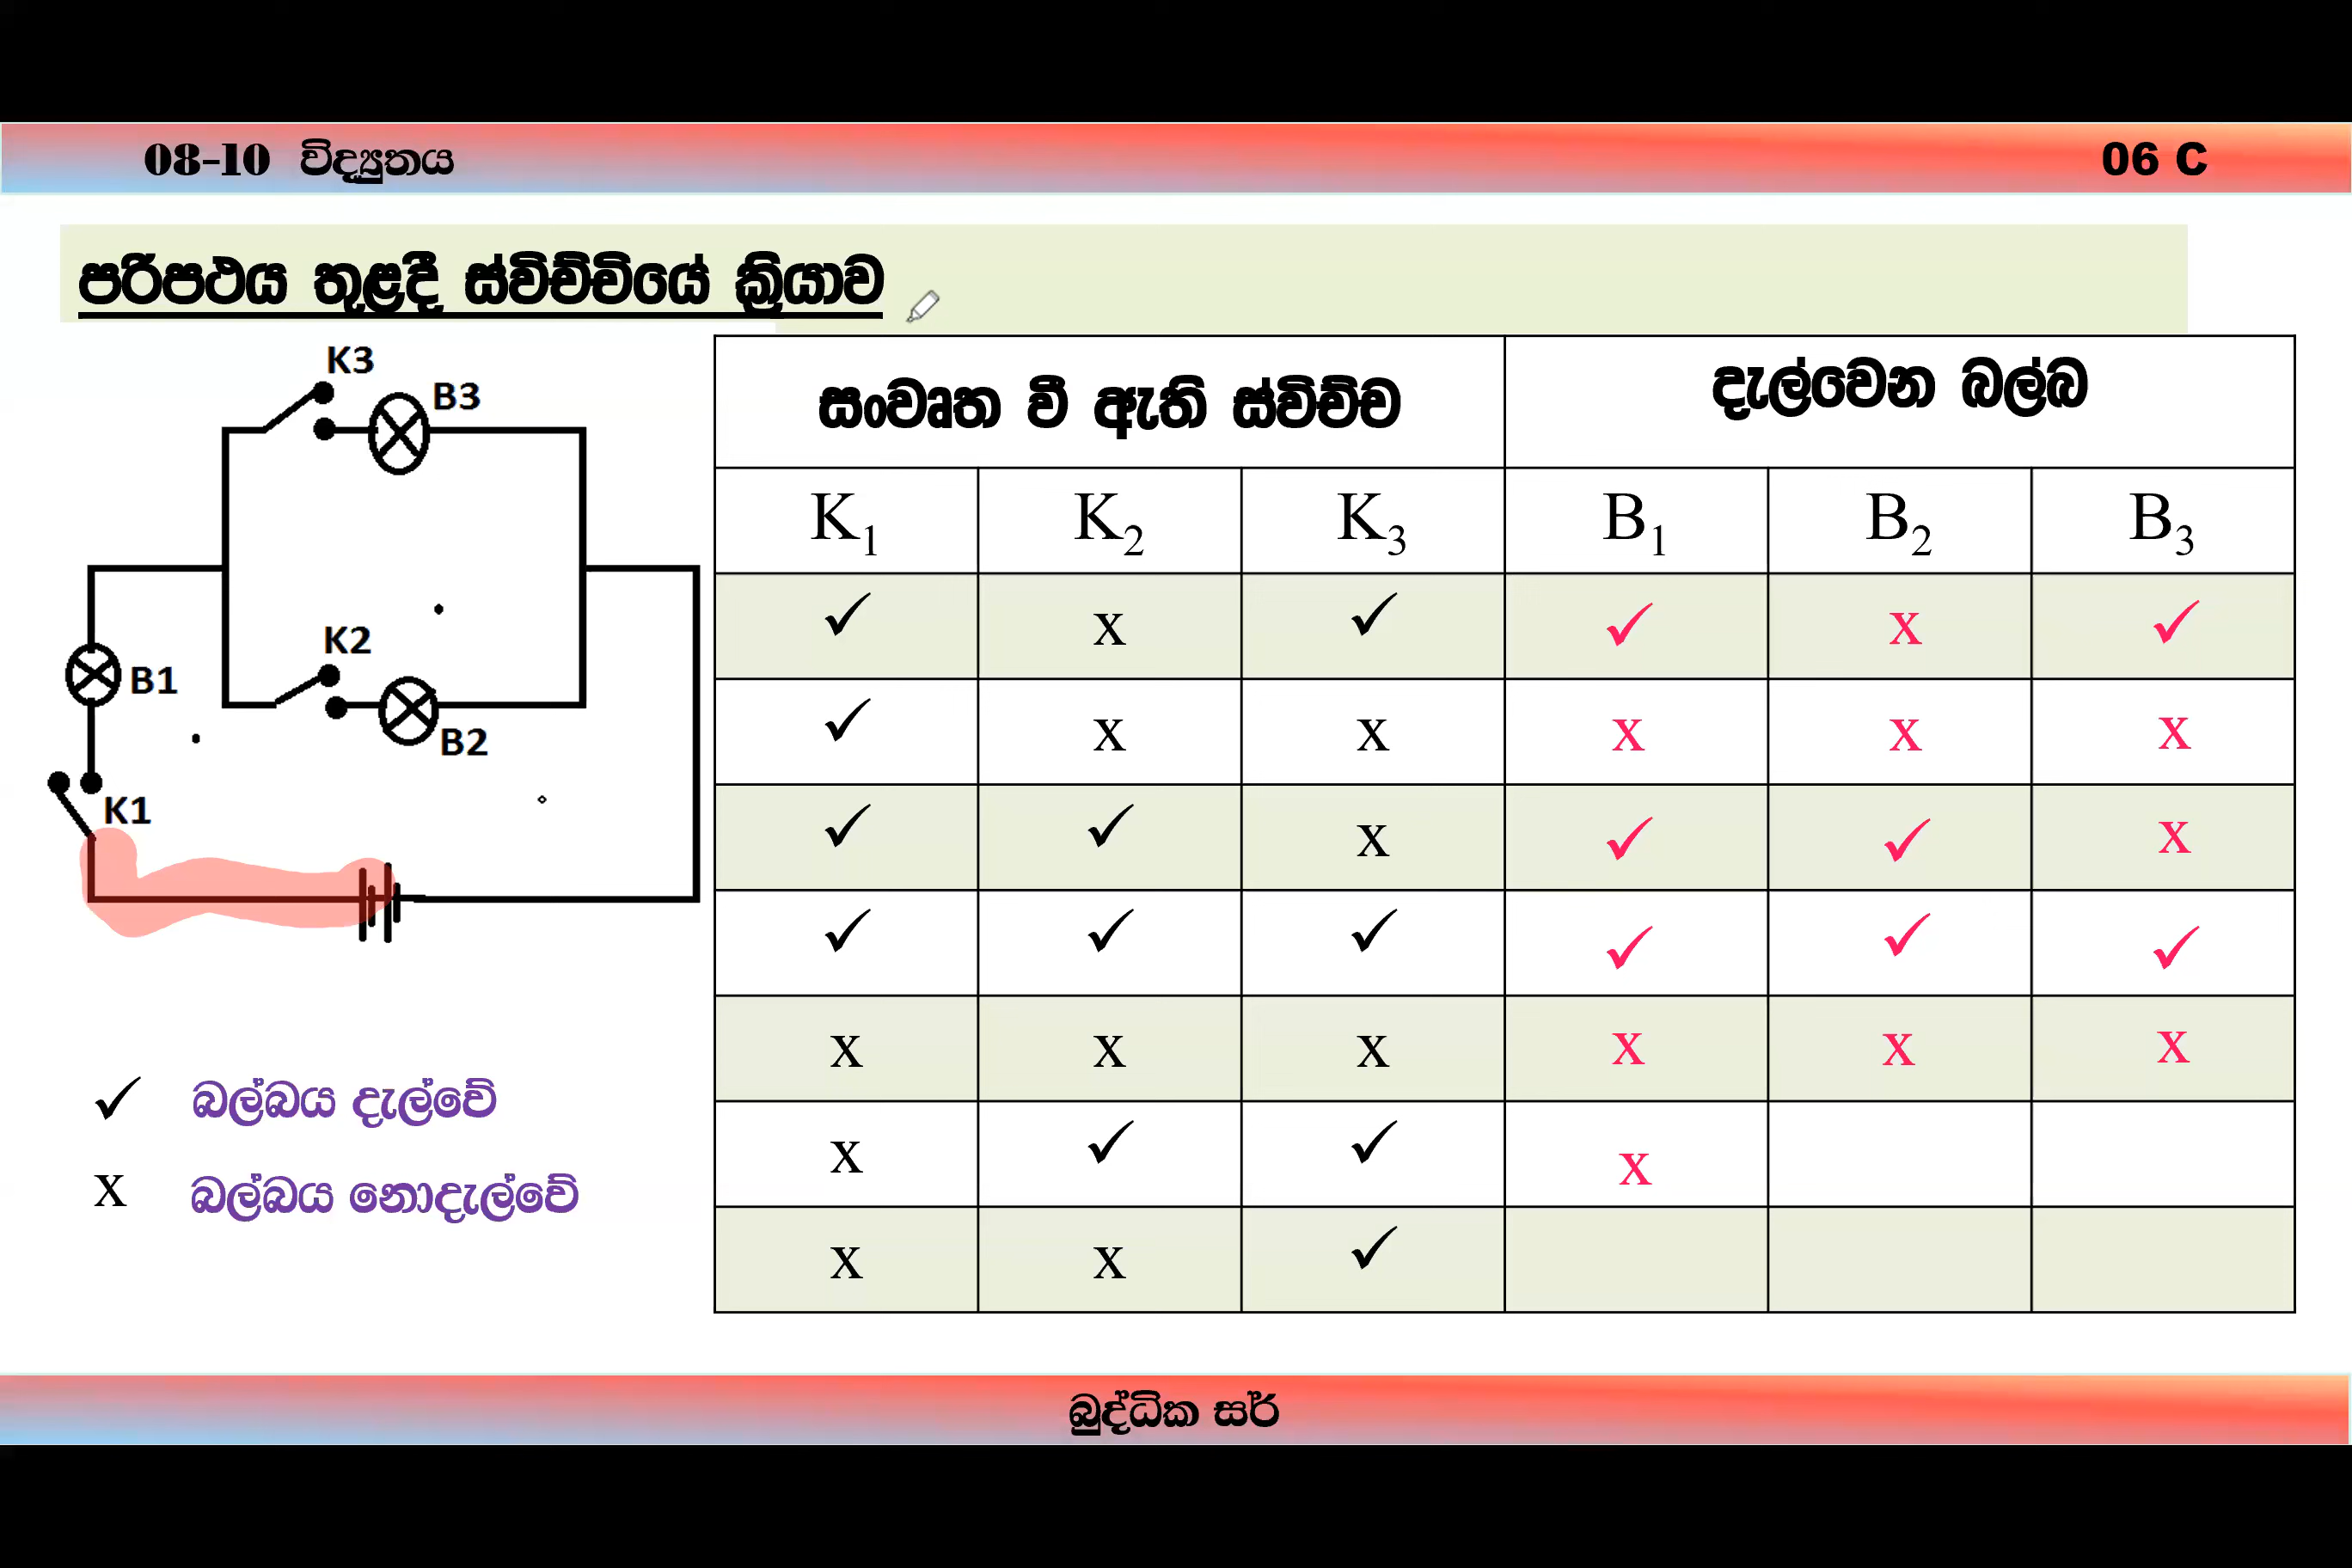 08-10 විද්‍යුතය
06 C
පරිපථය තුළදී ස්විච්චියේ ක්‍රියාව
K3
B3
K2
B1
B2
K1
සංවෘත වී ඇති ස්විච්ච දැල්වෙන බල්බ
K₁ K₂ K₃ B₁ B₂ B₃
✓ x ✓ ✓ x ✓
✓ x x x x x
✓ ✓ x ✓ ✓ x
✓ ✓ ✓ ✓ ✓ ✓
x x x x x x
x ✓ ✓ x
x x ✓
✓ බල්බය දැල්වේ
x බල්බය නොදැල්වේ
බුද්ධික සර්